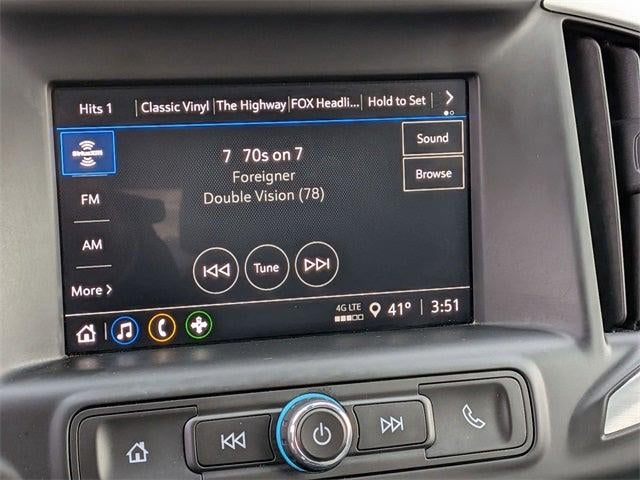 Hits 1 Classic Vinyl The Highway FOX Headli... Hold to Set
SiriusXM
7 70s on 7
Sound
Foreigner
Browse
FM
Double Vision (78)
AM
Tune
More
4G LTE
41° 3:51